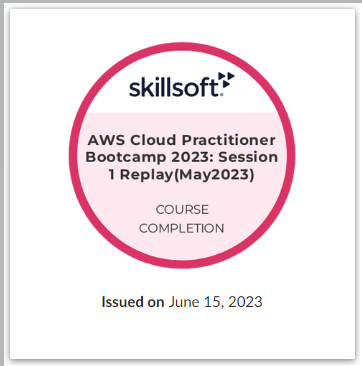 skillsoft
AWS Cloud Practitioner
Bootcamp 2023: Session
1 Replay(May2023)
COURSE
COMPLETION
Issued on June 15, 2023